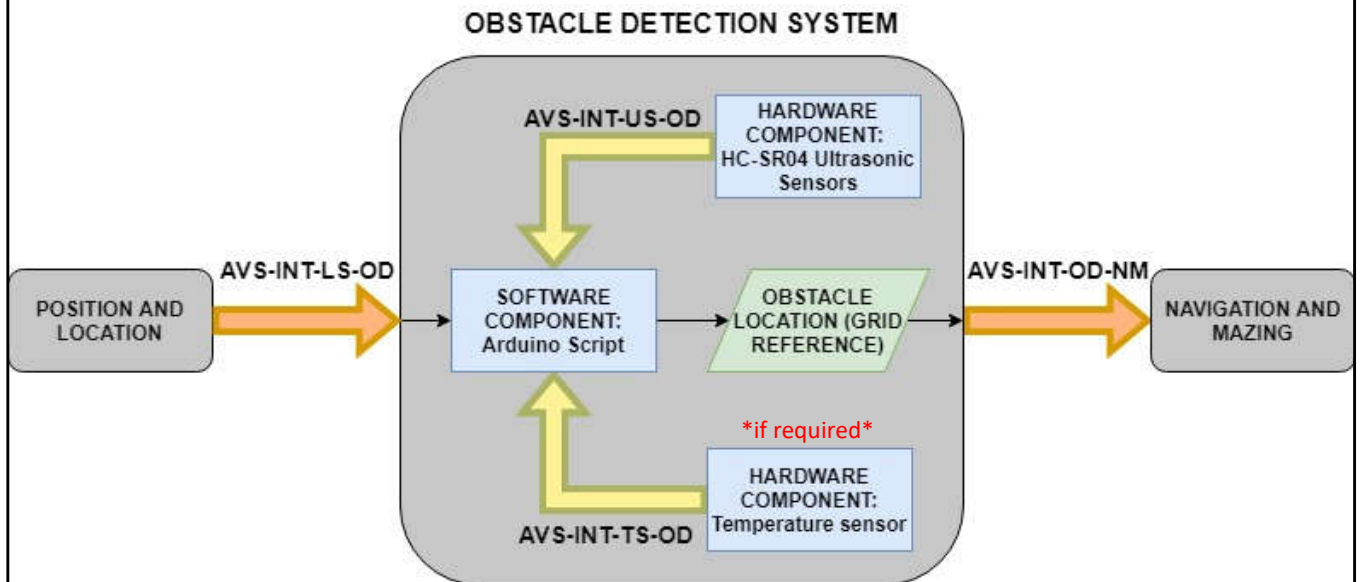 OBSTACLE DETECTION SYSTEM
AVS-INT-US-OD
HARDWARE
COMPONENT:
HC-SR04 Ultrasonic
Sensors
POSITION AND
LOCATION
AVS-INT-LS-OD
SOFTWARE
COMPONENT:
Arduino Script
OBSTACLE
LOCATION (GRID
REFERENCE)
AVS-INT-OD-NM
NAVIGATION AND
MAZING
*if required*
HARDWARE
COMPONENT:
Temperature sensor
AVS-INT-TS-OD